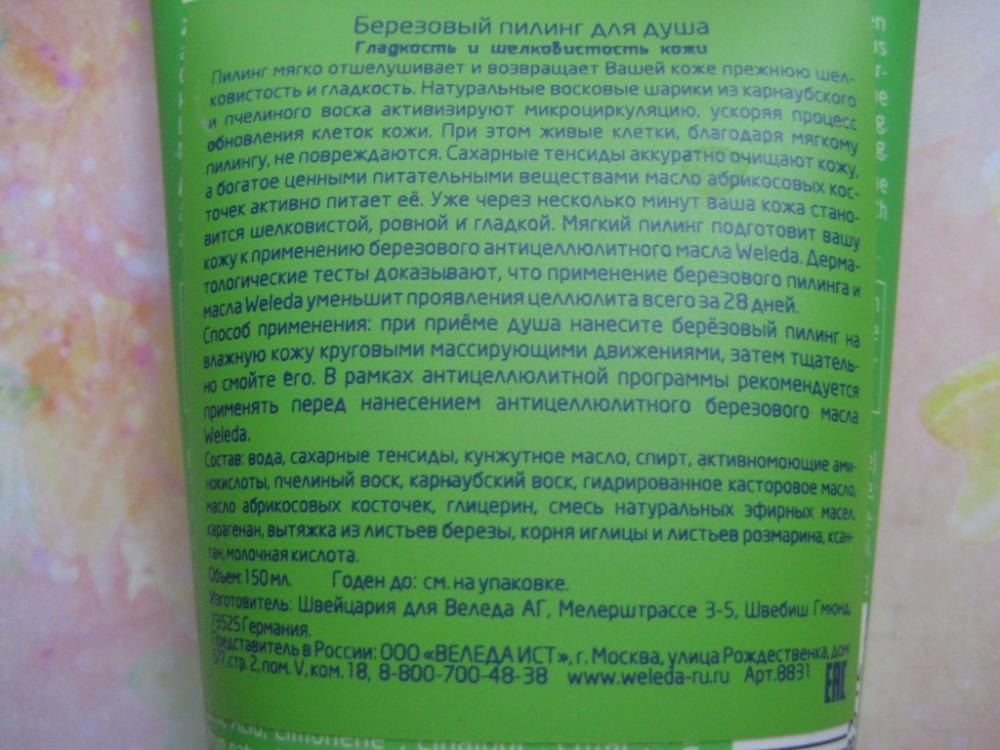 Березовый пилинг для душа
Гладкость и шелковистость кожи
Пилинг мягко отшелушивает и возвращает Вашей коже прежнюю шел-
ковистость и гладкость. Натуральные восковые шарики из карнаубского
и пчелиного воска активизируют микроциркуляцию, ускоряя процесс
обновления клеток кожи. При этом живые клетки, благодаря мягкому
пилингу, не повреждаются. Сахарные тенсиды аккуратно очищают кожу,
а богатое ценными питательными веществами масло абрикосовых кос-
точек активно питает её. Уже через несколько минут ваша кожа стано-
вится шелковистой, ровной и гладкой. Мягкий пилинг подготовит вашу
кожу к применению березового антицеллюлитного масла Weleda. Дерма-
тологические тесты доказывают, что применение березового пилинга и
масла Weleda уменьшит проявления целлюлита всего за 28 дней.
Способ применения: при приёме душа нанесите берёзовый пилинг на
влажную кожу круговыми массирующими движениями, затем тщатель-
но смойте его. В рамках антицеллюлитной программы рекомендуется
применять перед нанесением антицеллюлитного березового масла
Weleda.
Состав: вода, сахарные тенсиды, кунжутное масло, спирт, активномоющие ами-
нокислоты, пчелиный воск, карнаубский воск, гидрированное касторовое масло,
масло абрикосовых косточек, глицерин, смесь натуральных эфирных масел,
карагенан, вытяжка из листьев березы, корня иглицы и листьев розмарина, ксан-
тан, молочная кислота.
Объем: 150 мл. Годен до: см. на упаковке.
Изготовитель: Швейцария для Веледа АГ, Мелерштрассе 3-5, Швебиш Гмюнд
73525 Германия.
Представитель в России: ООО «ВЕЛЕДА ИСТ», г. Москва, улица Рождественка, дом
5/7, стр. 2, пом. V, ком. 18, 8-800-700-48-38 www.weleda-ru.ru Арт. 8831
EAC
Acid, Limonene